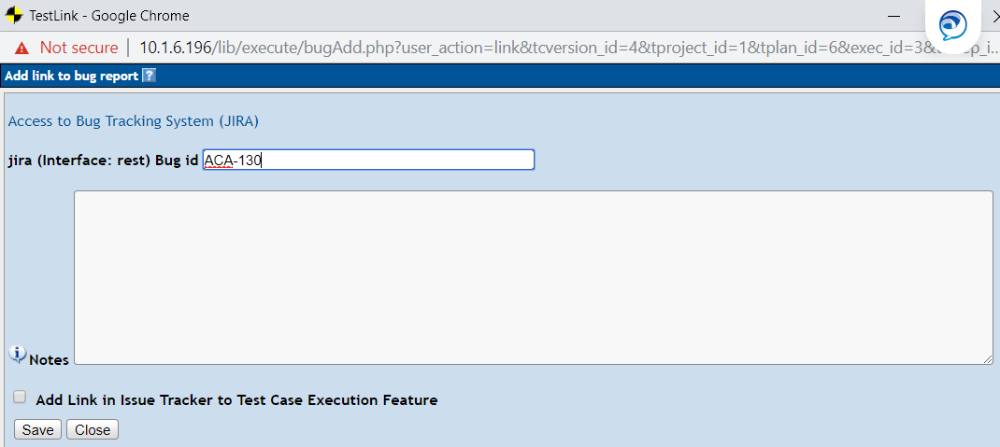 TestLink - Google Chrome
Not secure | 10.1.6.196/lib/execute/bugAdd.php?user_action=link&tcversion_id=4&tproject_id=1&tplan_id=6&exec_id=3&
Add link to bug report ?
Access to Bug Tracking System (JIRA)
jira (Interface: rest) Bug id ACA-130
Notes
Add Link in Issue Tracker to Test Case Execution Feature
Save Close